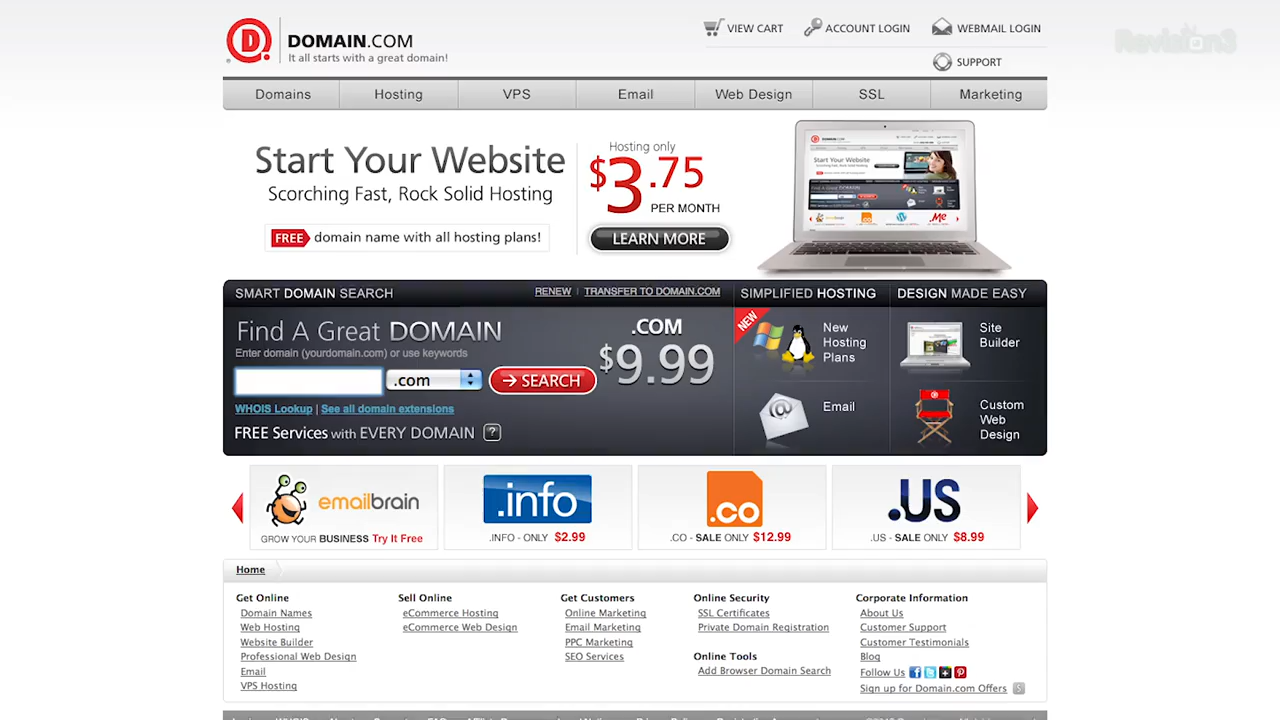 DOMAIN.COM
It all starts with a great domain!
VIEW CART
ACCOUNT LOGIN
WEBMAIL LOGIN
SUPPORT
Revision3
Domains
Hosting
VPS
Email
Web Design
SSL
Marketing
Start Your Website
Scorching Fast, Rock Solid Hosting
FREE domain name with all hosting plans!
Hosting only
$3.75
PER MONTH
LEARN MORE
DOMAIN.COM
Start Your Website
SMART DOMAIN SEARCH
RENEW | TRANSFER TO DOMAIN.COM
Find A Great DOMAIN
Enter domain (yourdomain.com) or use keywords
.com
SEARCH
.COM
$9.99
WHOIS Lookup | See all domain extensions
FREE Services with EVERY DOMAIN ?
SIMPLIFIED HOSTING
NEW
New
Hosting
Plans
Email
DESIGN MADE EASY
Site
Builder
Custom
Web
Design
emailbrain
GROW YOUR BUSINESS Try It Free
.info
.INFO - ONLY $2.99
.co
.CO - SALE ONLY $12.99
.US
.US - SALE ONLY $8.99
Home
Get Online
Domain Names
Web Hosting
Website Builder
Professional Web Design
Email
VPS Hosting
Sell Online
eCommerce Hosting
eCommerce Web Design
Get Customers
Online Marketing
Email Marketing
PPC Marketing
SEO Services
Online Security
SSL Certificates
Private Domain Registration
Online Tools
Add Browser Domain Search
Corporate Information
About Us
Customer Support
Customer Testimonials
Blog
Follow Us
Sign up for Domain.com Offers